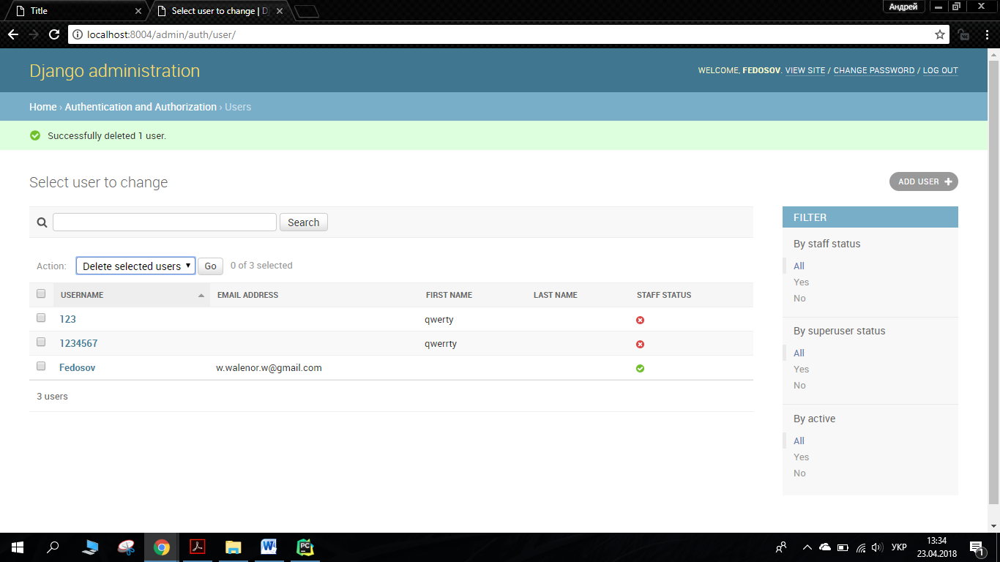 Title
Select user to change | Dj
Андрей
localhost:8004/admin/auth/user/
Django administration
WELCOME, FEDOSOV. VIEW SITE / CHANGE PASSWORD / LOG OUT
Home › Authentication and Authorization › Users
Successfully deleted 1 user.
Select user to change
ADD USER
Search
Action: Delete selected users Go 0 of 3 selected
USERNAME EMAIL ADDRESS FIRST NAME LAST NAME STAFF STATUS
123 qwerty
1234567 qwerrty
Fedosov w.walenor.w@gmail.com
3 users
FILTER
By staff status
All
Yes
No
By superuser status
All
Yes
No
By active
All
Yes
No
PC
УКР
13:34
23.04.2018
1